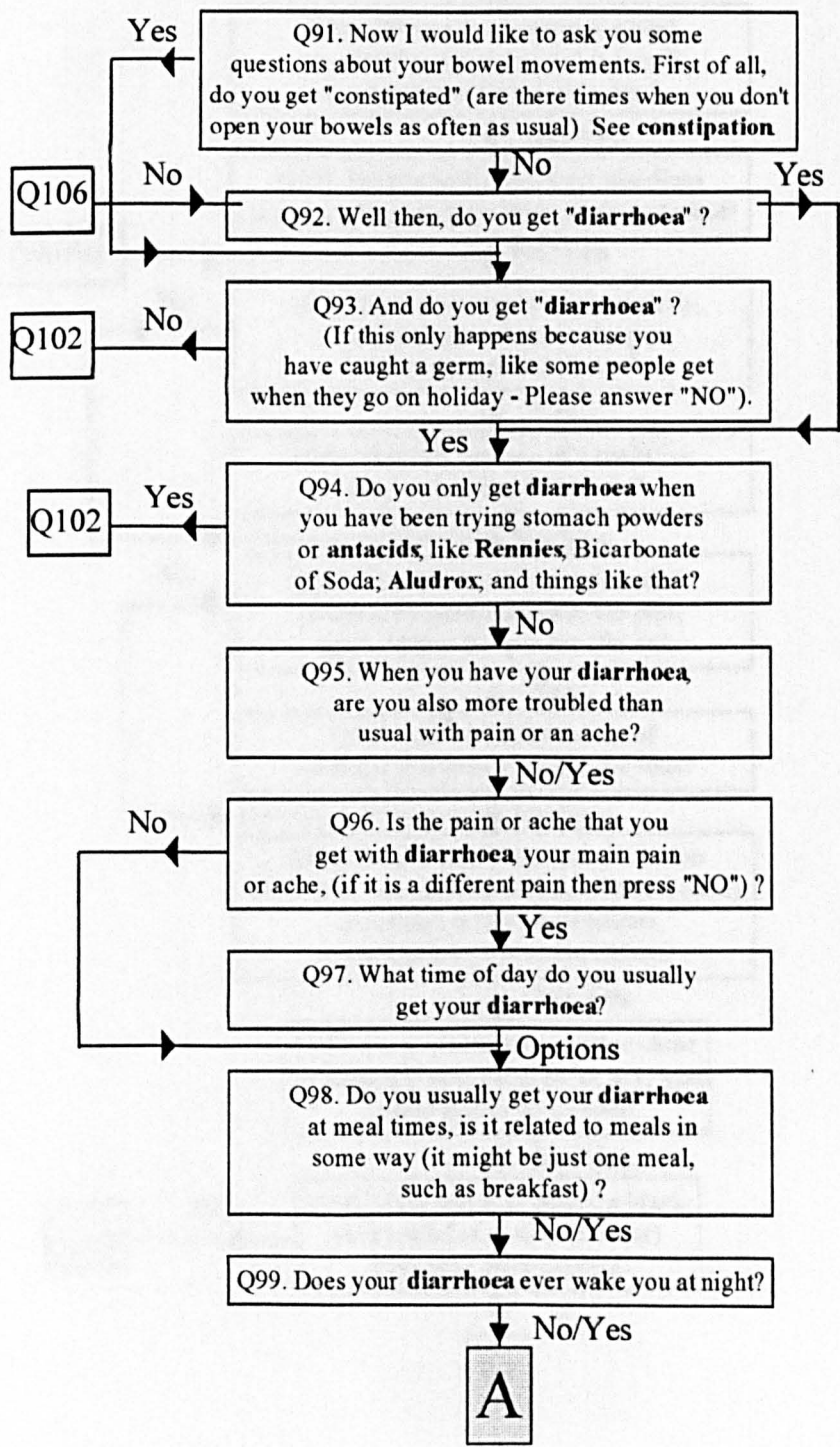 Yes
Q91. Now I would like to ask you some
questions about your bowel movements. First of all,
do you get "constipated" (are there times when you don't
open your bowels as often as usual) See constipation.
No
Q106
No
Q92. Well then, do you get "diarrhoea" ?
Yes
Q93. And do you get "diarrhoea" ?
(If this only happens because you
have caught a germ, like some people get
when they go on holiday - Please answer "NO").
Q102
No
Yes
Q94. Do you only get diarrhoea when
you have been trying stomach powders
or antacids, like Rennies, Bicarbonate
of Soda; Aludrox, and things like that?
Q102
Yes
No
Q95. When you have your diarrhoea,
are you also more troubled than
usual with pain or an ache?
No/Yes
No
Q96. Is the pain or ache that you
get with diarrhoea, your main pain
or ache, (if it is a different pain then press "NO") ?
Yes
Q97. What time of day do you usually
get your diarrhoea?
Options
Q98. Do you usually get your diarrhoea
at meal times, is it related to meals in
some way (it might be just one meal,
such as breakfast) ?
No/Yes
Q99. Does your diarrhoea ever wake you at night?
No/Yes
A